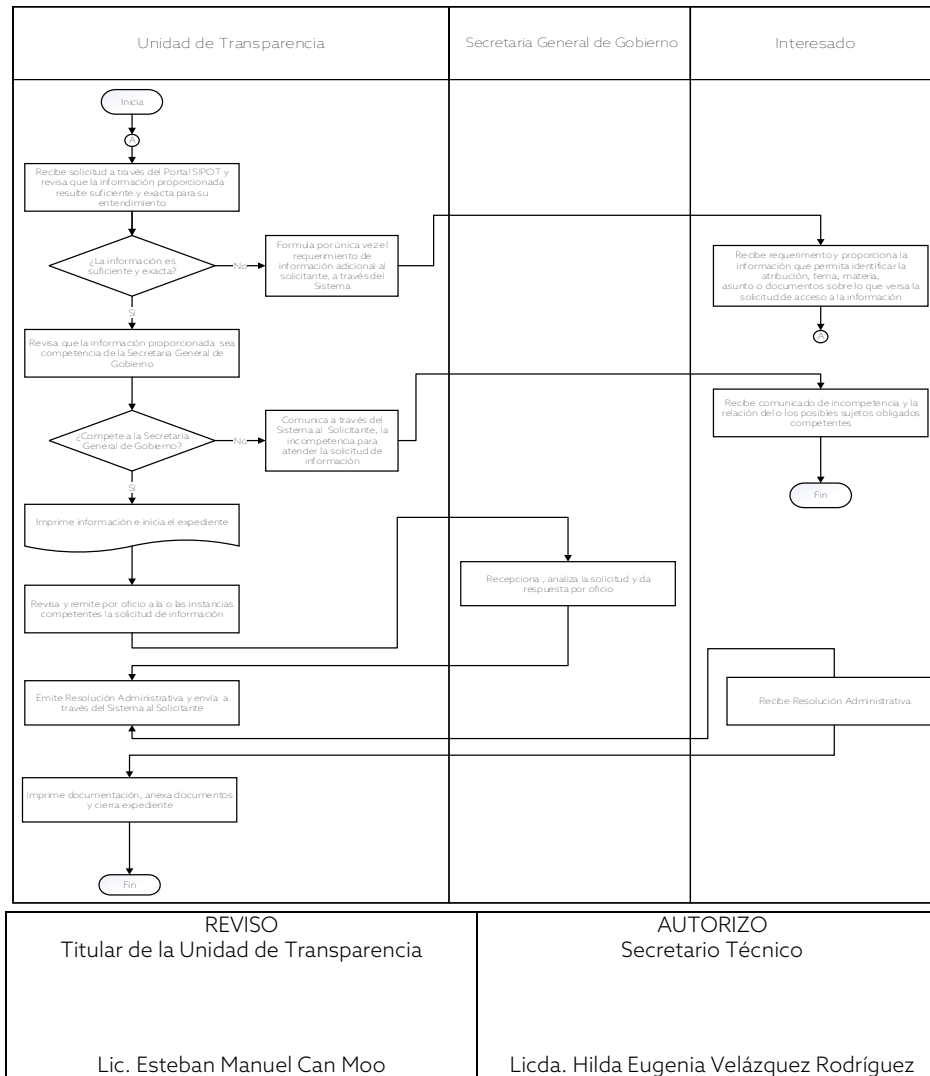 Unidad de Transparencia
Secretaria General de Gobierno
Interesado
Inicia
A
Recibe solicitud a través del Portal SIPOT y
revisa que la información proporcionada
resulte suficiente y exacta para su
entendimiento
¿La información es
suficiente y exacta?
No
Formula por única vez el
requerimiento de
información adicional al
solicitante, a través del
Sistema
Recibe requerimento y proporciona la
información que permita identificar la
atribución, tema, materia,
asunto o documentos sobre lo que versa la
solicitud de acceso a la información
A
Si
Revisa que la información proporcionada sea
competencia de la Secretaria General de
Gobierno
¿Compete a la Secretaria
General de Gobierno?
No
Comunica a través del
Sistema al Solicitante, la
incompetencia para
atender la solicitud de
información
Recibe comunicado de incompetencia y la
relación del o los posibles sujetos obligados
competentes
Fin
Si
Imprime información e inicia el expediente
Revisa y remite por oficio a la o las instancias
competentes la solicitud de información
Recepciona , analiza la solicitud y da
respuesta por oficio
Emite Resolución Administrativa y envía a
través del Sistema al Solicitante
Recibe Resolución Administrativa
Imprime documentación, anexa documentos
y cierra expediente
Fin
REVISO
Titular de la Unidad de Transparencia
Lic. Esteban Manuel Can Moo
AUTORIZO
Secretario Técnico
Licda. Hilda Eugenia Velázquez Rodríguez